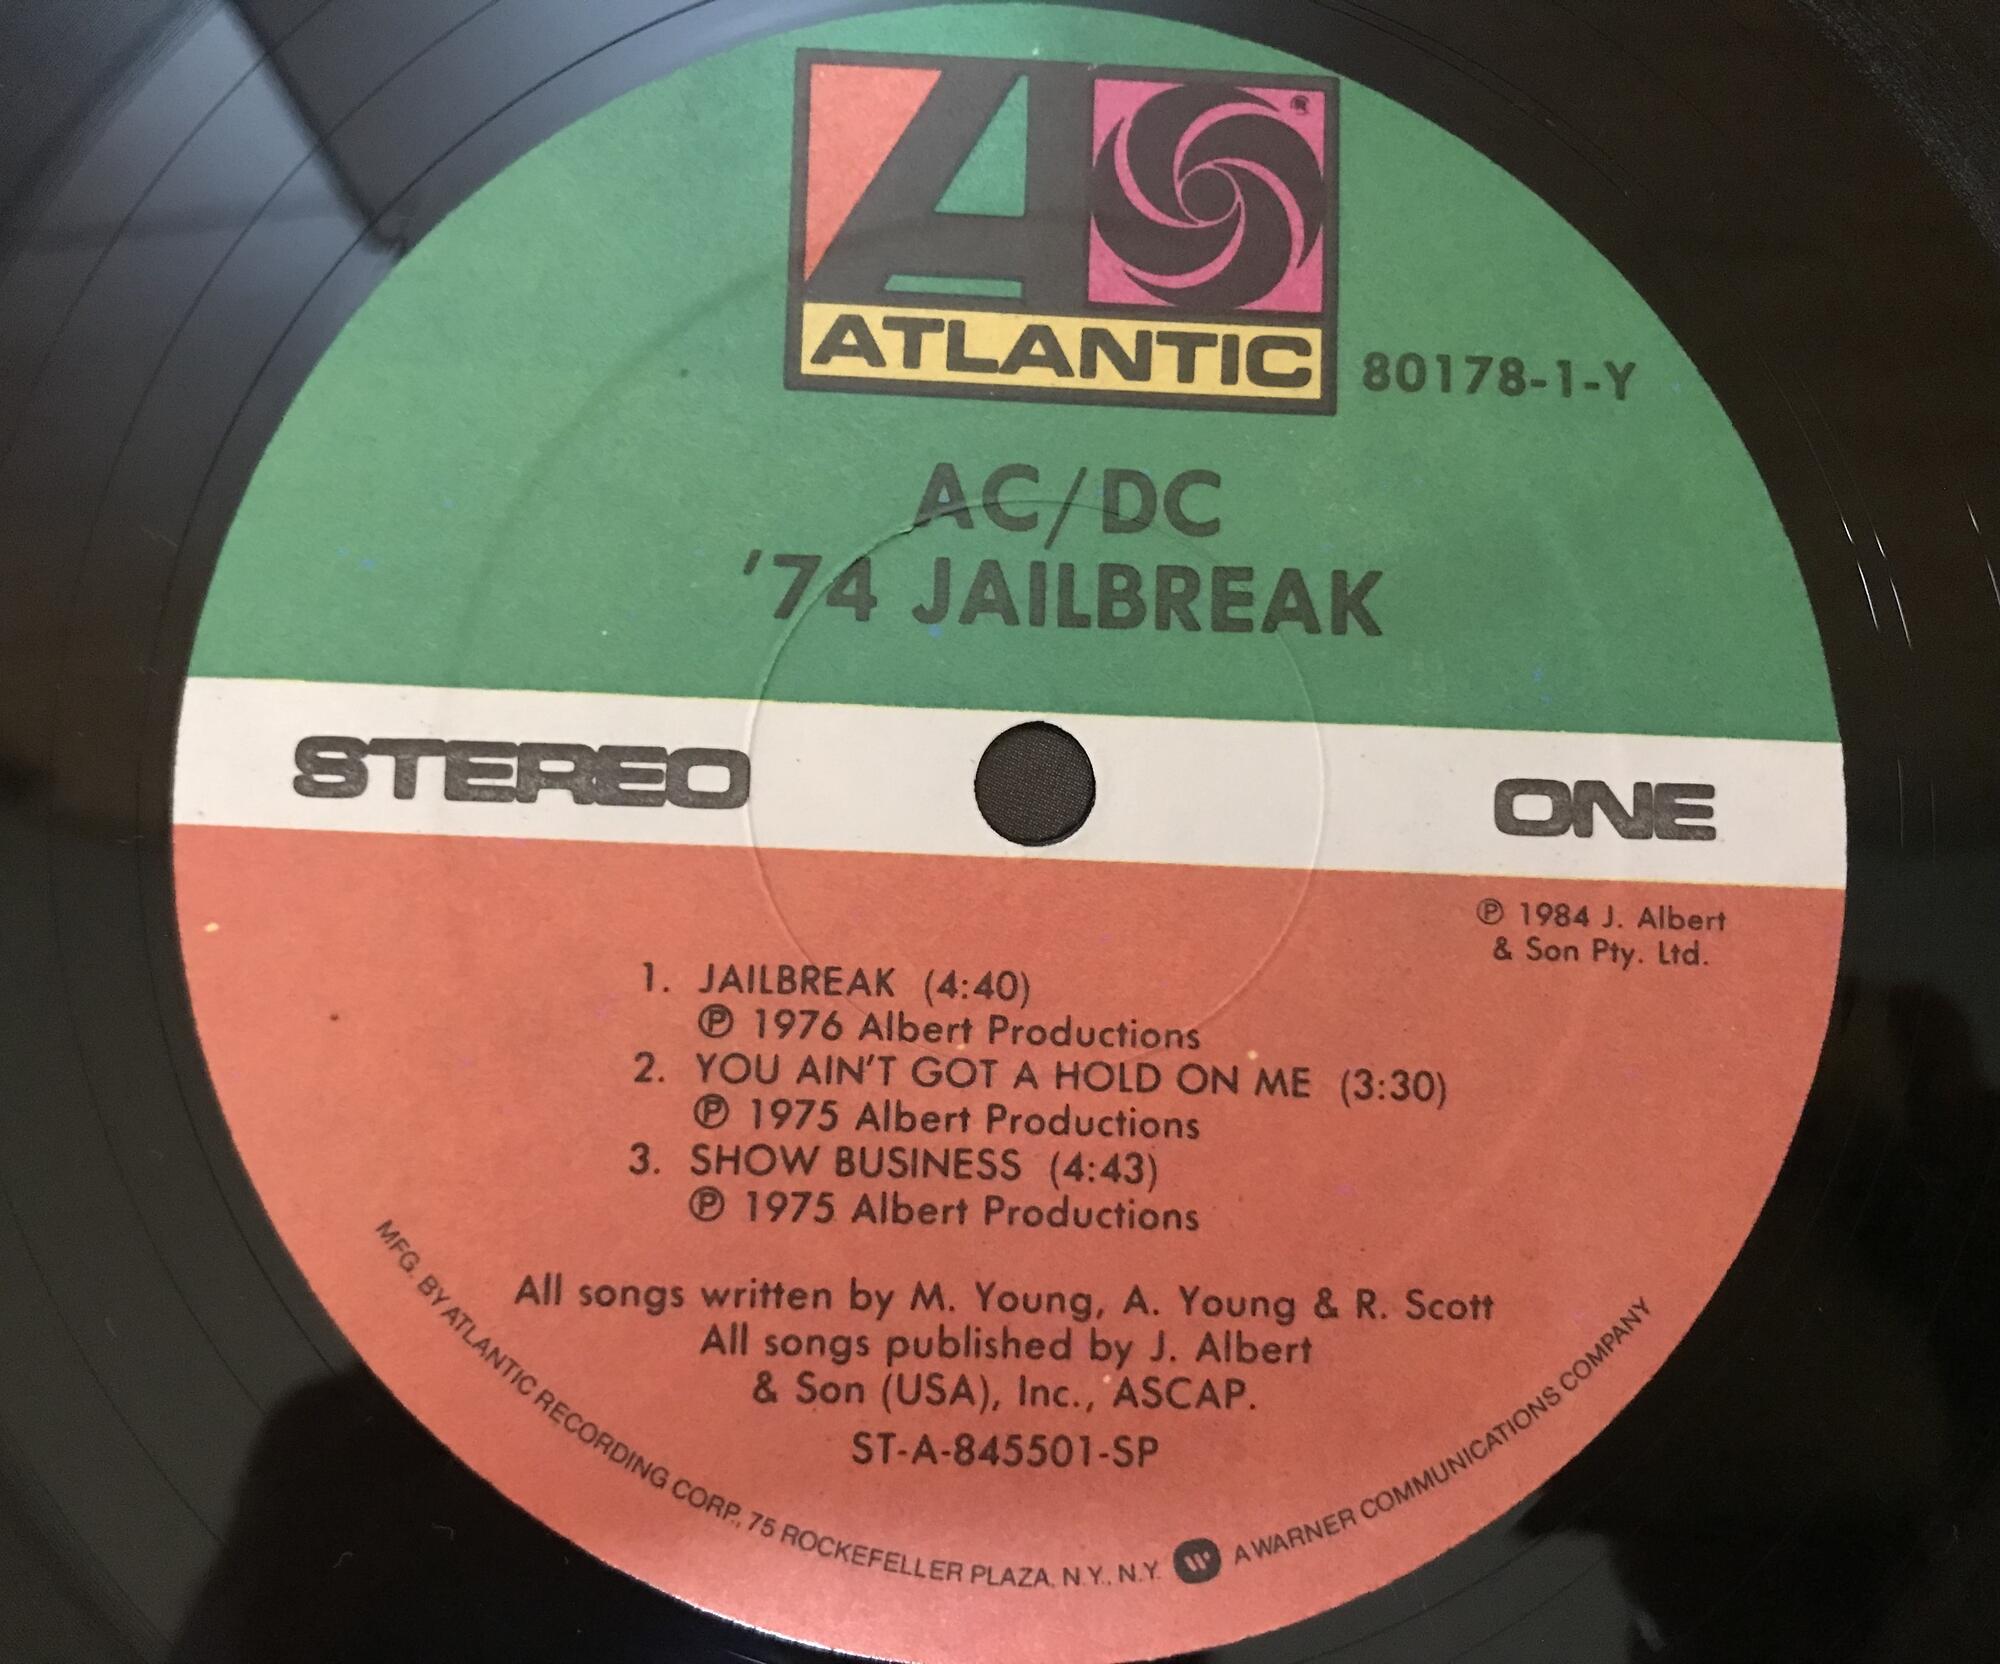 ATLANTIC
®
80178-1-Y
AC/DC
'74 JAILBREAK
STEREO
ONE
℗ 1984 J. Albert
& Son Pty. Ltd.
1. JAILBREAK (4:40)
℗ 1976 Albert Productions
2. YOU AIN'T GOT A HOLD ON ME (3:30)
℗ 1975 Albert Productions
3. SHOW BUSINESS (4:43)
℗ 1975 Albert Productions
All songs written by M. Young, A. Young & R. Scott
All songs published by J. Albert
& Son (USA), Inc., ASCAP.
ST-A-845501-SP
MFG. BY ATLANTIC RECORDING CORP., 75 ROCKEFELLER PLAZA, N.Y., N.Y. A WARNER COMMUNICATIONS COMPANY